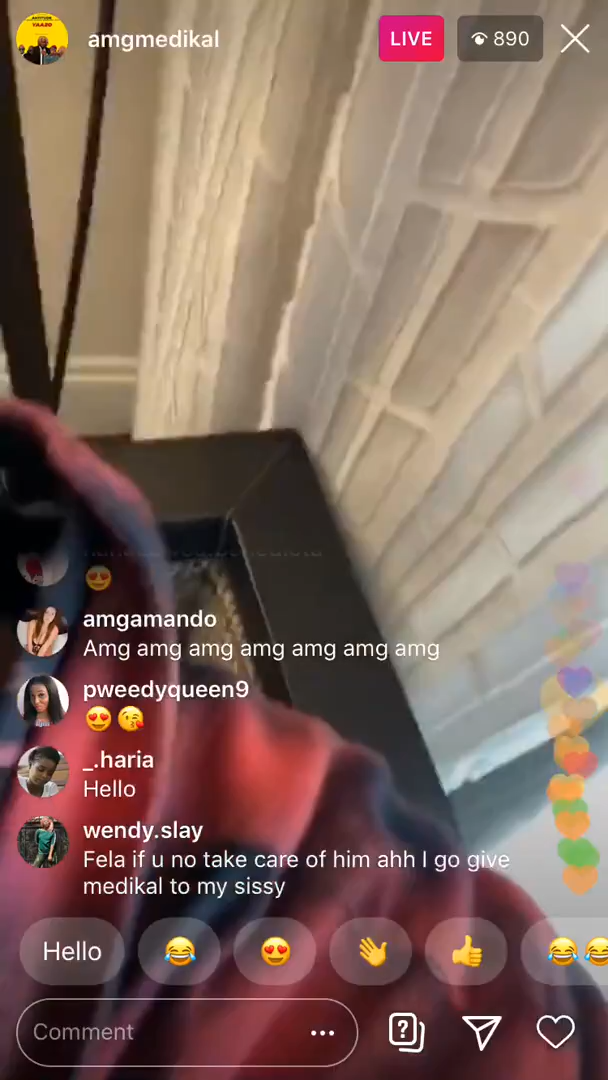 amgmedikal
LIVE
890
amgamando
Amg amg amg amg amg amg amg
pweedyqueen9
😍😘
_.haria
Hello
wendy.slay
Fela if u no take care of him ahh I go give
medikal to my sissy
Hello
Comment